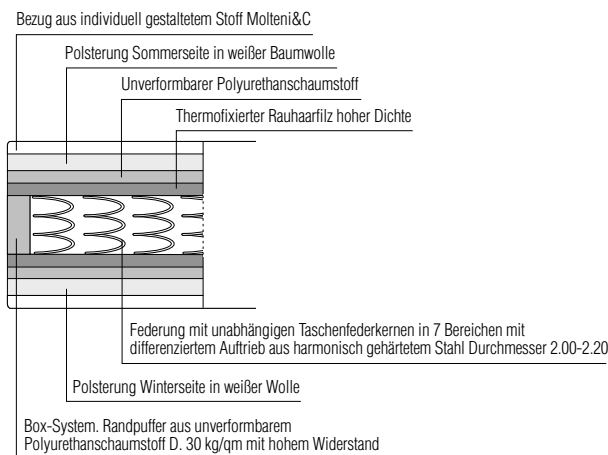 Bezug aus individuell gestaltetem Stoff Molteni&C
Polsterung Sommerseite in weißer Baumwolle
Unverformbarer Polyurethanschaumstoff
Thermofixierter Rauhaarfilz hoher Dichte
Federung mit unabhängigen Taschenfederkernen in 7 Bereichen mit
differenziertem Auftrieb aus harmonisch gehärtetem Stahl Durchmesser 2.00-2.20
Polsterung Winterseite in weißer Wolle
Box-System. Randpuffer aus unverformbarem
Polyurethanschaumstoff D. 30 kg/qm mit hohem Widerstand